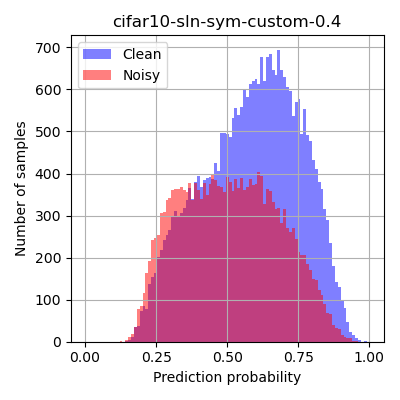 cifar10-sln-sym-custom-0.4
Clean
Noisy
Number of samples
700
600
500
400
300
200
100
0
0.00 0.25 0.50 0.75 1.00
Prediction probability